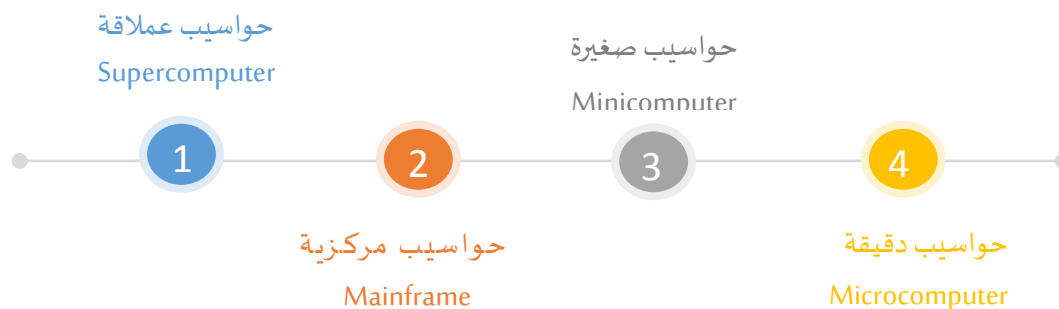 حواسيب عملاقة
Supercomputer
1
حواسيب مركزية
Mainframe
2
حواسيب صغيرة
Minicomputer
3
حواسيب دقيقة
Microcomputer
4